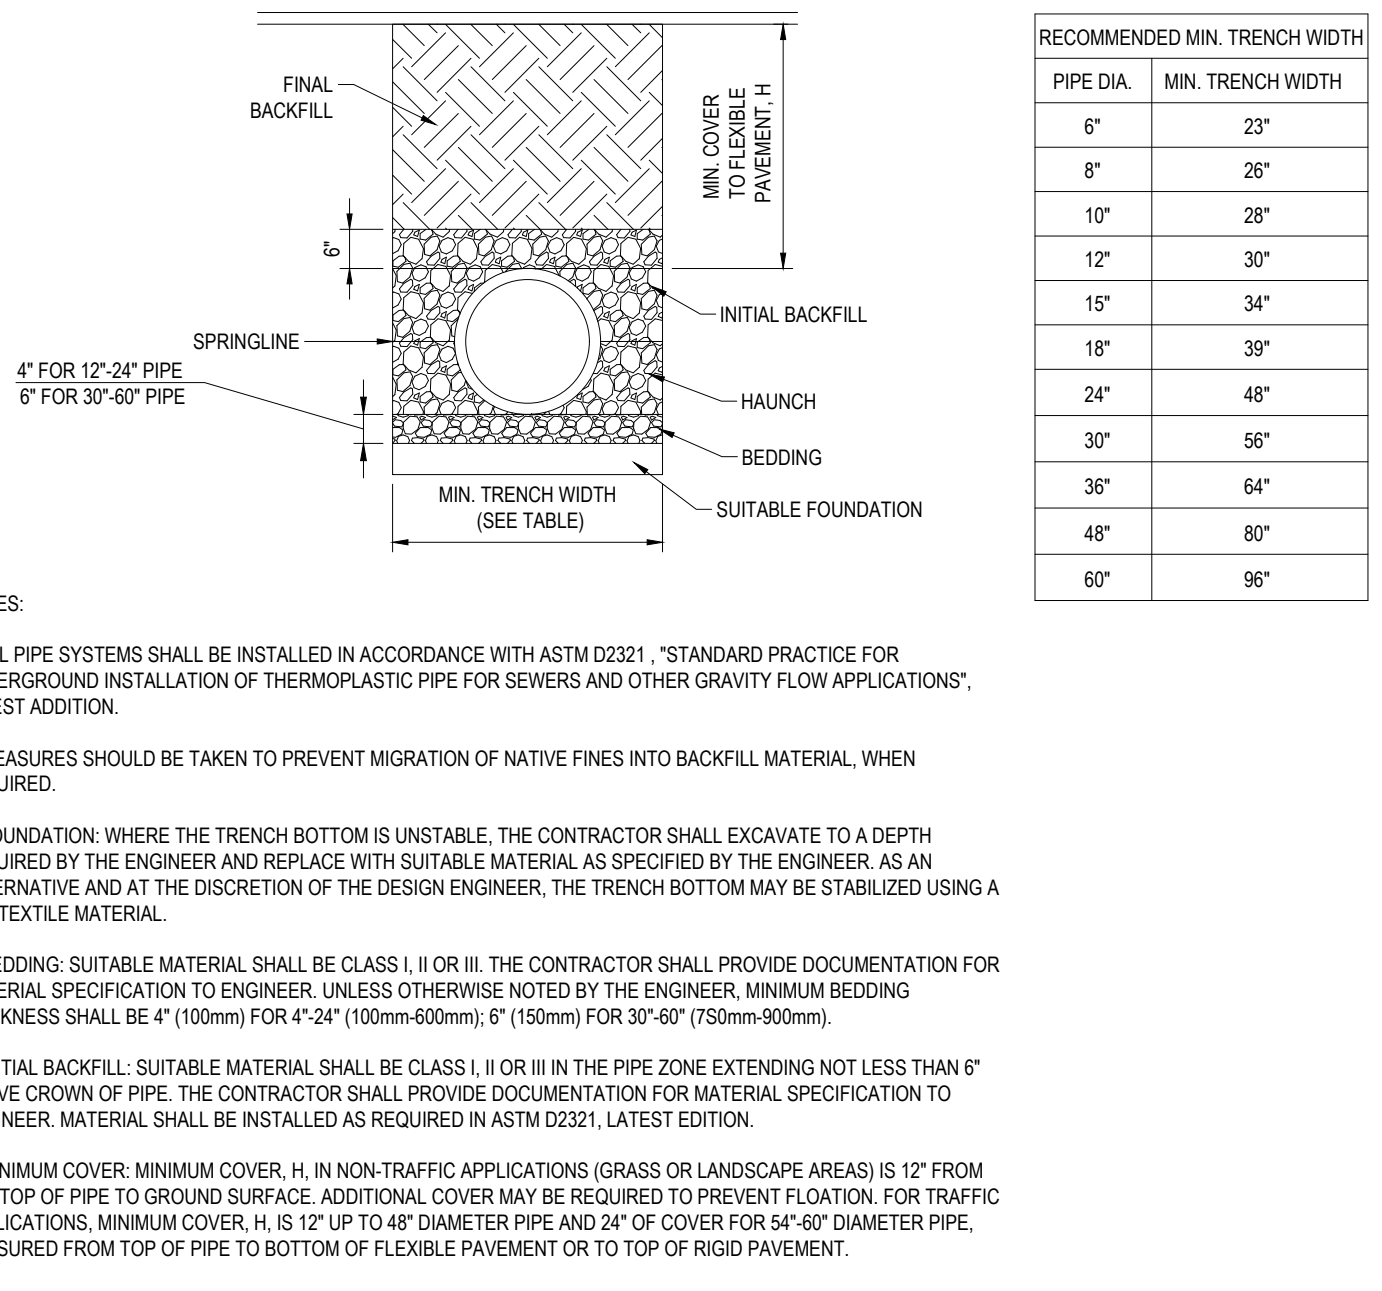 FINAL
BACKFILL
6"
MIN. COVER
TO FLEXIBLE
PAVEMENT, H
INITIAL BACKFILL
SPRINGLINE
4" FOR 12"-24" PIPE
6" FOR 30"-60" PIPE
HAUNCH
BEDDING
SUITABLE FOUNDATION
MIN. TRENCH WIDTH
(SEE TABLE)
RECOMMENDED MIN. TRENCH WIDTH
PIPE DIA. MIN. TRENCH WIDTH
6" 23"
8" 26"
10" 28"
12" 30"
15" 34"
18" 39"
24" 48"
30" 56"
36" 64"
48" 80"
60" 96"
ES:
L PIPE SYSTEMS SHALL BE INSTALLED IN ACCORDANCE WITH ASTM D2321 , "STANDARD PRACTICE FOR
ERGROUND INSTALLATION OF THERMOPLASTIC PIPE FOR SEWERS AND OTHER GRAVITY FLOW APPLICATIONS",
EST ADDITION.
EASURES SHOULD BE TAKEN TO PREVENT MIGRATION OF NATIVE FINES INTO BACKFILL MATERIAL, WHEN
UIRED.
OUNDATION: WHERE THE TRENCH BOTTOM IS UNSTABLE, THE CONTRACTOR SHALL EXCAVATE TO A DEPTH
UIRED BY THE ENGINEER AND REPLACE WITH SUITABLE MATERIAL AS SPECIFIED BY THE ENGINEER. AS AN
ERNATIVE AND AT THE DISCRETION OF THE DESIGN ENGINEER, THE TRENCH BOTTOM MAY BE STABILIZED USING A
TEXTILE MATERIAL.
EDDING: SUITABLE MATERIAL SHALL BE CLASS I, II OR III. THE CONTRACTOR SHALL PROVIDE DOCUMENTATION FOR
ERIAL SPECIFICATION TO ENGINEER. UNLESS OTHERWISE NOTED BY THE ENGINEER, MINIMUM BEDDING
KNESS SHALL BE 4" (100mm) FOR 4"-24" (100mm-600mm); 6" (150mm) FOR 30"-60" (7S0mm-900mm).
TIAL BACKFILL: SUITABLE MATERIAL SHALL BE CLASS I, II OR III IN THE PIPE ZONE EXTENDING NOT LESS THAN 6"
VE CROWN OF PIPE. THE CONTRACTOR SHALL PROVIDE DOCUMENTATION FOR MATERIAL SPECIFICATION TO
NEER. MATERIAL SHALL BE INSTALLED AS REQUIRED IN ASTM D2321, LATEST EDITION.
NIMUM COVER: MINIMUM COVER, H, IN NON-TRAFFIC APPLICATIONS (GRASS OR LANDSCAPE AREAS) IS 12" FROM
TOP OF PIPE TO GROUND SURFACE. ADDITIONAL COVER MAY BE REQUIRED TO PREVENT FLOATION. FOR TRAFFIC
LICATIONS, MINIMUM COVER, H, IS 12" UP TO 48" DIAMETER PIPE AND 24" OF COVER FOR 54"-60" DIAMETER PIPE,
SURED FROM TOP OF PIPE TO BOTTOM OF FLEXIBLE PAVEMENT OR TO TOP OF RIGID PAVEMENT.